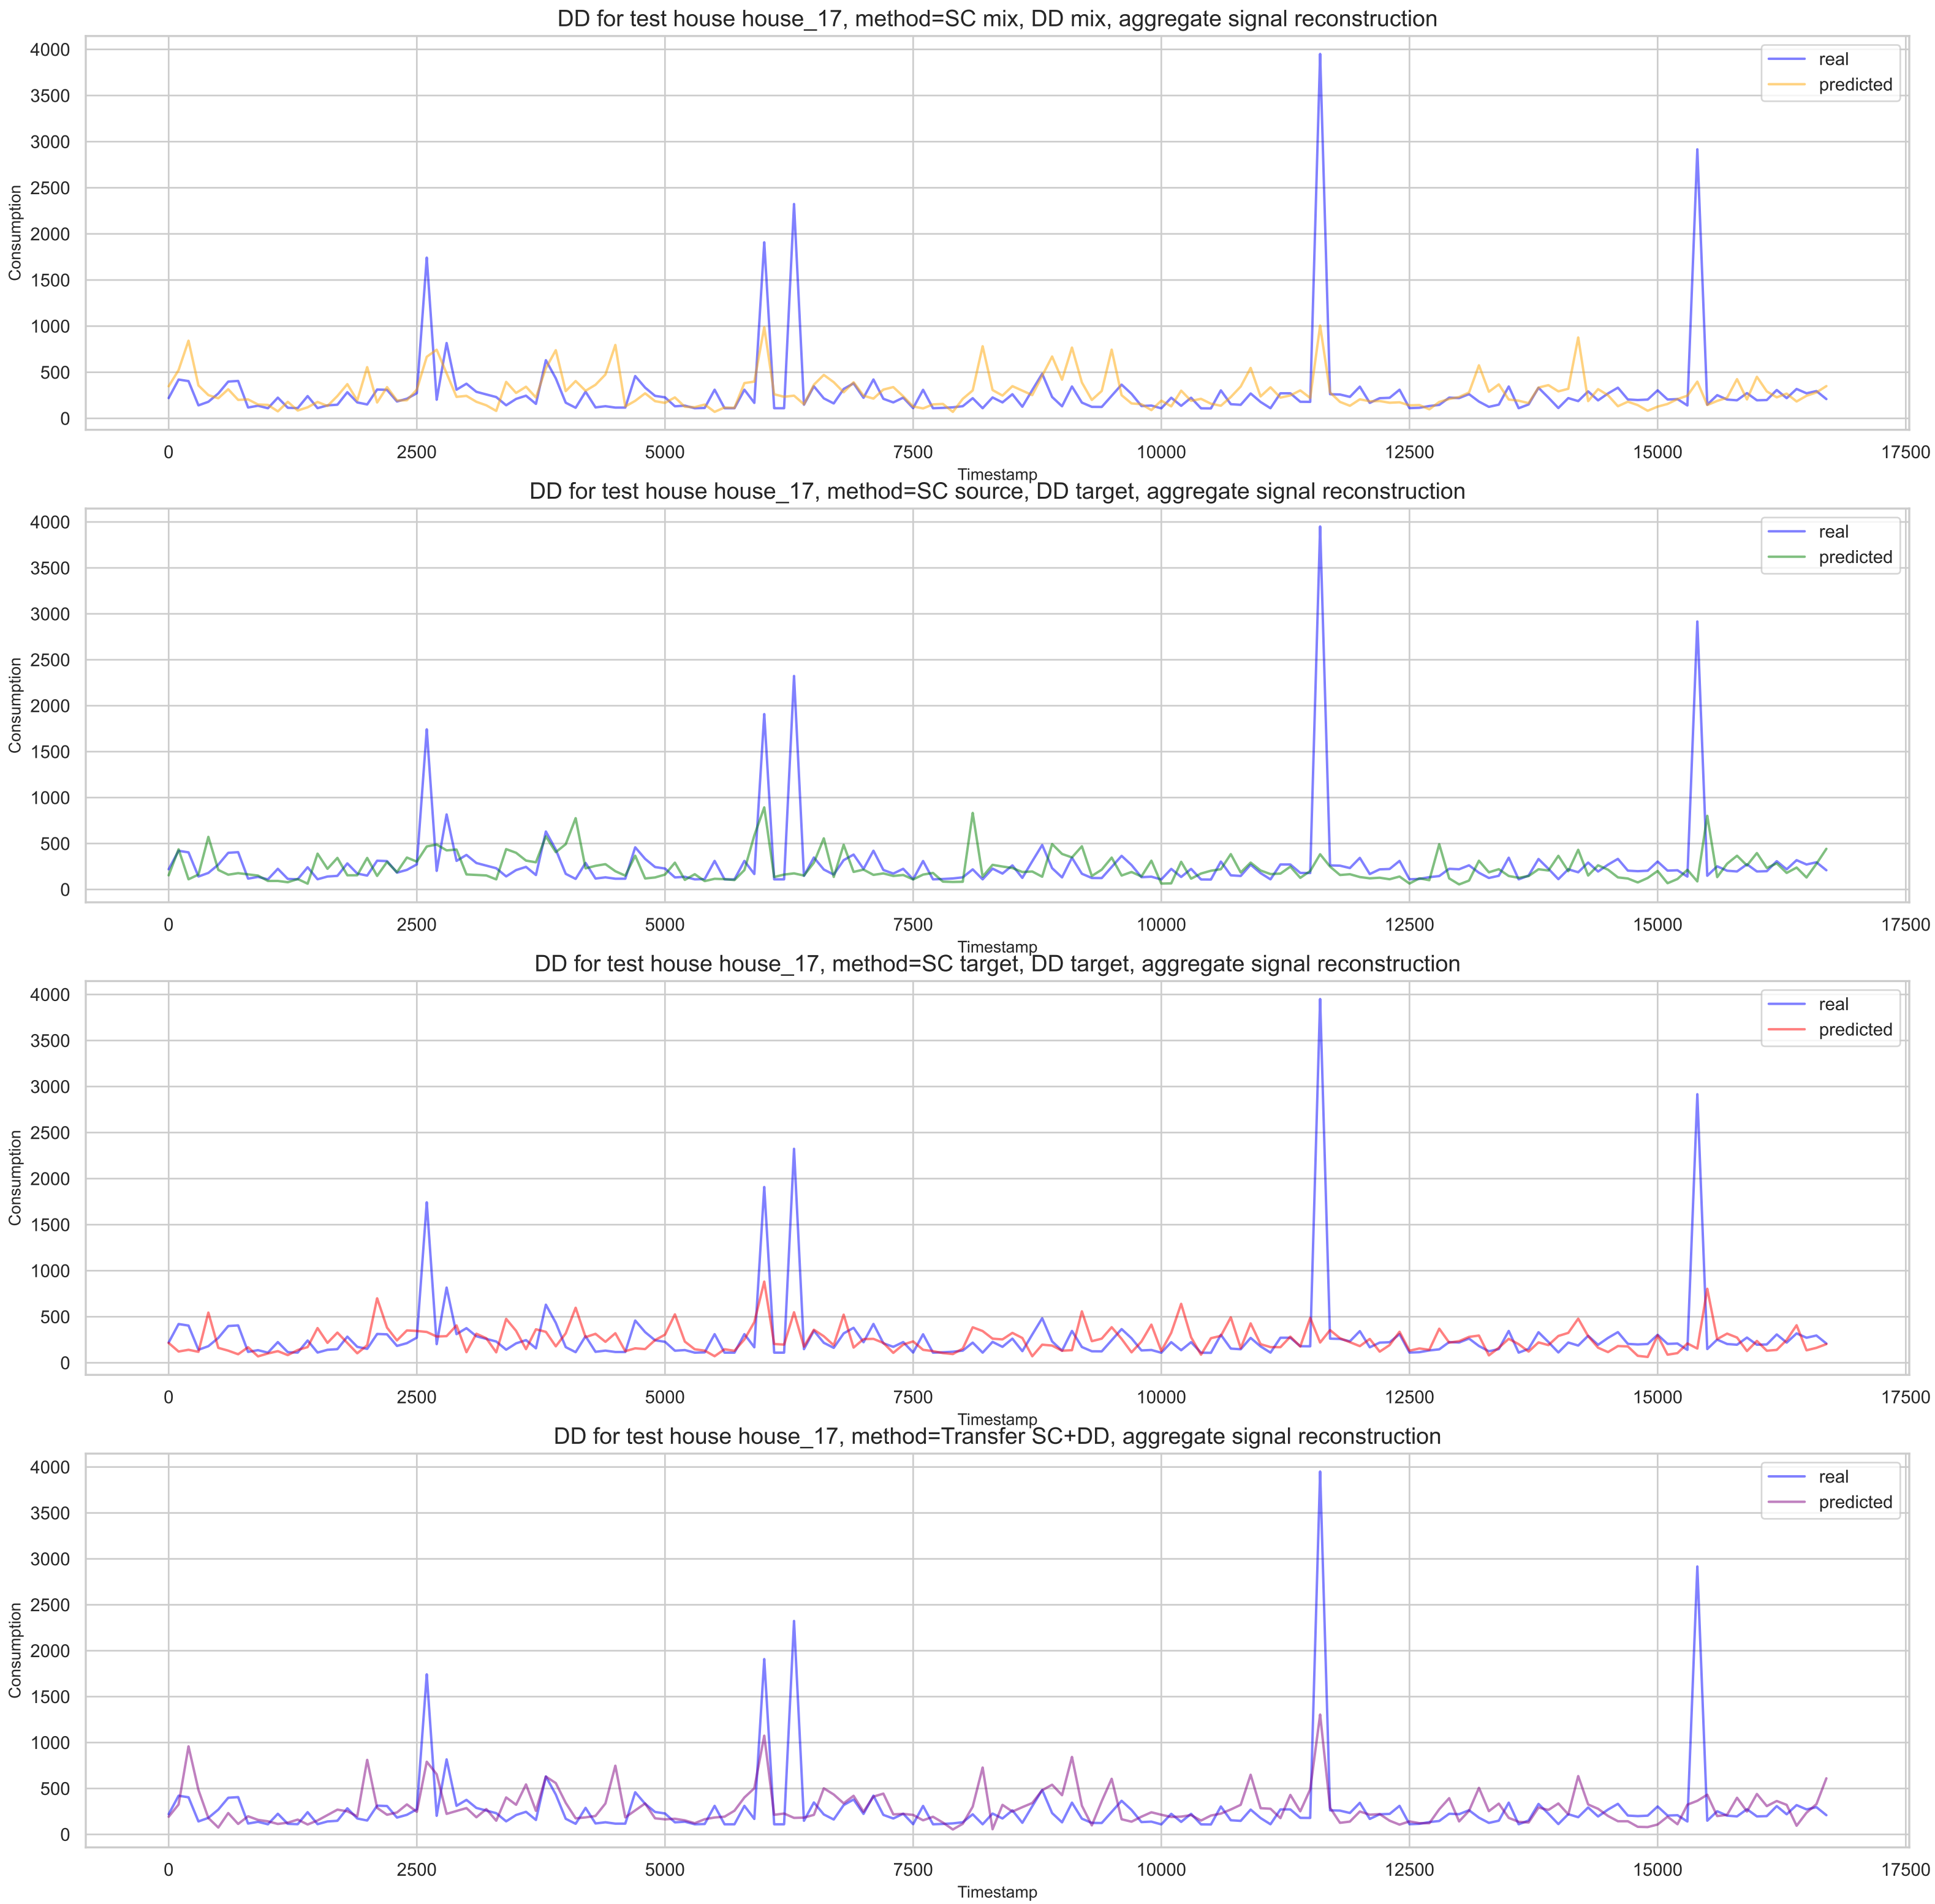 DD for test house house_17, method=SC mix, DD mix, aggregate signal reconstruction
4000
3500
3000
2500
2000
1500
1000
500
0
Consumption
real
predicted
0 2500 5000 7500 10000 12500 15000 17500
Timestamp
DD for test house house_17, method=SC source, DD target, aggregate signal reconstruction
4000
3500
3000
2500
2000
1500
1000
500
0
Consumption
real
predicted
0 2500 5000 7500 10000 12500 15000 17500
Timestamp
DD for test house house_17, method=SC target, DD target, aggregate signal reconstruction
4000
3500
3000
2500
2000
1500
1000
500
0
Consumption
real
predicted
0 2500 5000 7500 10000 12500 15000 17500
Timestamp
DD for test house house_17, method=Transfer SC+DD, aggregate signal reconstruction
4000
3500
3000
2500
2000
1500
1000
500
0
Consumption
real
predicted
0 2500 5000 7500 10000 12500 15000 17500
Timestamp